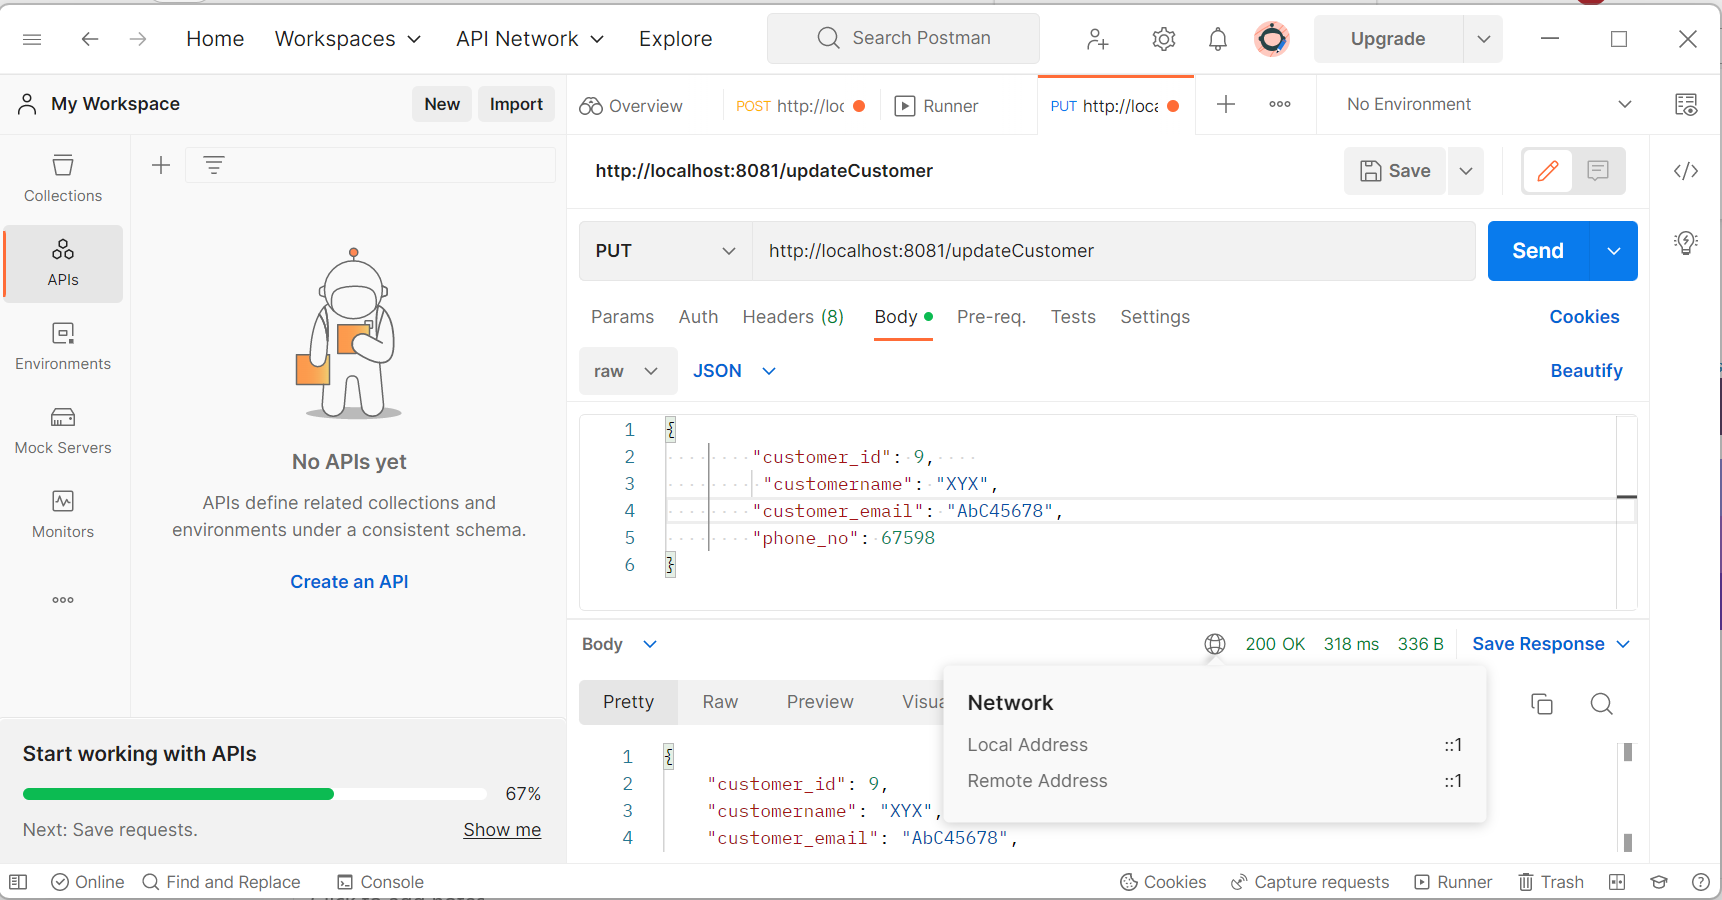 Home Workspaces API Network Explore Search Postman Upgrade
My Workspace New Import Overview POST http://loc Runner PUT http://loca No Environment
Collections
APIs
Environments
Mock Servers
Monitors
No APIs yet
APIs define related collections and
environments under a consistent schema.
Create an API
Start working with APIs
67%
Next: Save requests. Show me
http://localhost:8081/updateCustomer Save
PUT http://localhost:8081/updateCustomer Send
Params Auth Headers (8) Body Pre-req. Tests Settings Cookies
raw JSON Beautify
1 {
2 "customer_id": 9,
3 "customername": "XYX",
4 "customer_email": "AbC45678",
5 "phone_no": 67598
6 }
Body 200 OK 318 ms 336 B Save Response
Pretty Raw Preview Visua
Network
Local Address ::1
Remote Address ::1
1 {
2 "customer_id": 9,
3 "customername": "XYX",
4 "customer_email": "AbC45678",
Online Find and Replace Console Cookies Capture requests Runner Trash